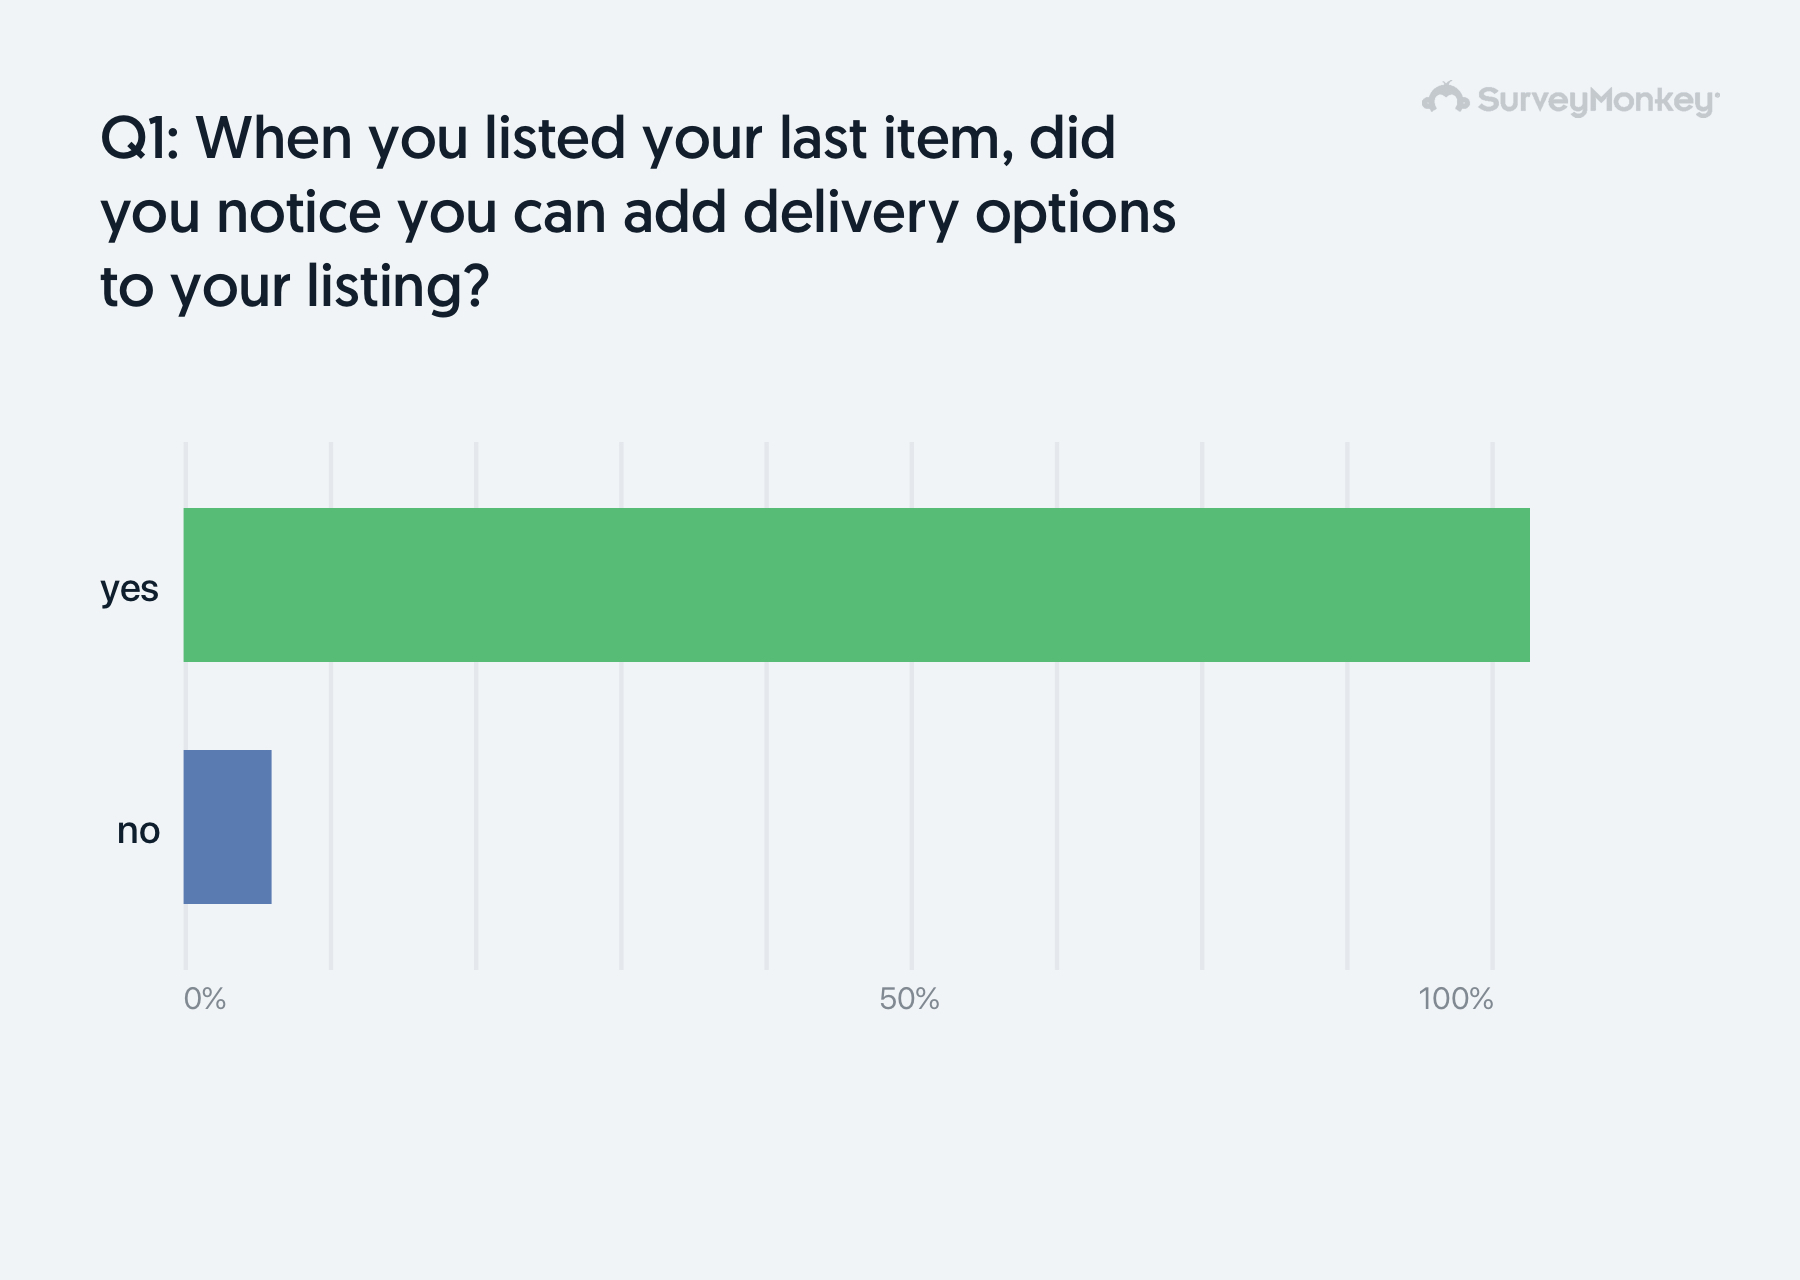 SurveyMonkey
Q1: When you listed your last item, did
you notice you can add delivery options
to your listing?
yes
no
0% 50% 100%